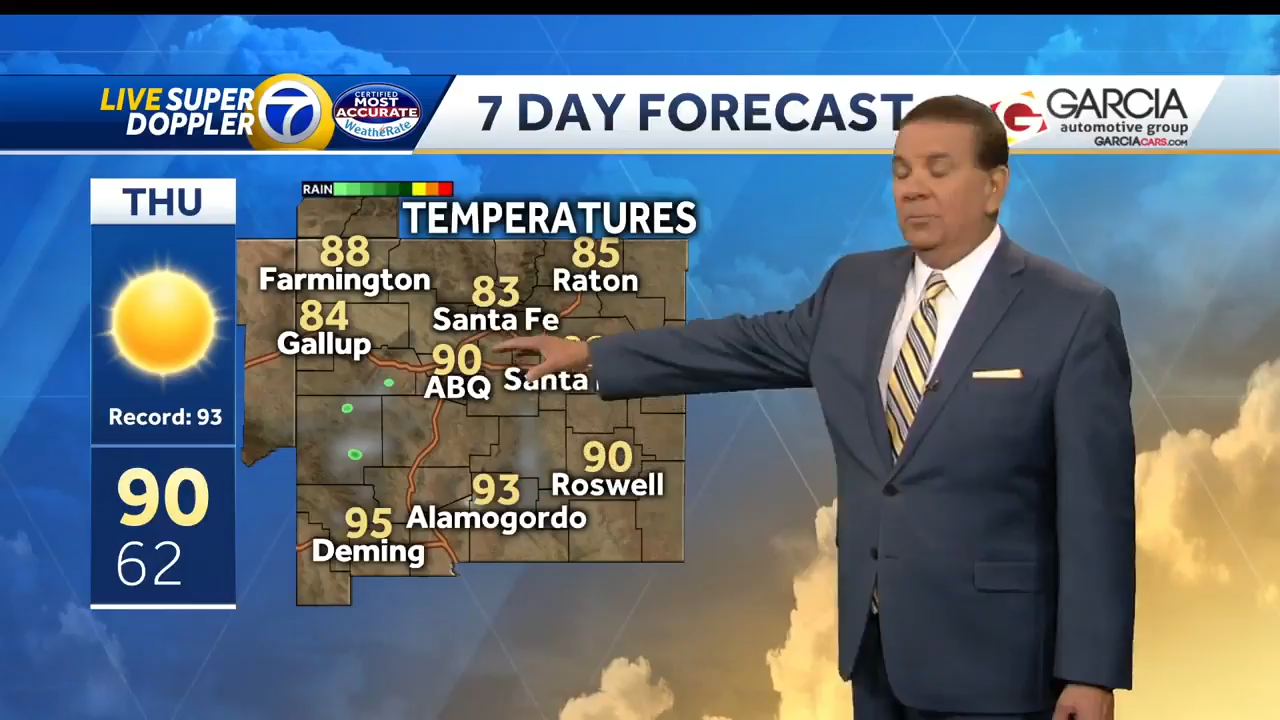 LIVE SUPER
DOPPLER
7
CERTIFIED
MOST
ACCURATE
WeatheRate
7 DAY FORECAST
G
GARCIA
automotive group
GARCIACARS.COM
THU
RAIN
TEMPERATURES
88
Farmington
85
Raton
83
Santa Fe
84
Gallup
90
ABQ
Santa
Record: 93
90
62
90
Roswell
93
Alamogordo
95
Deming